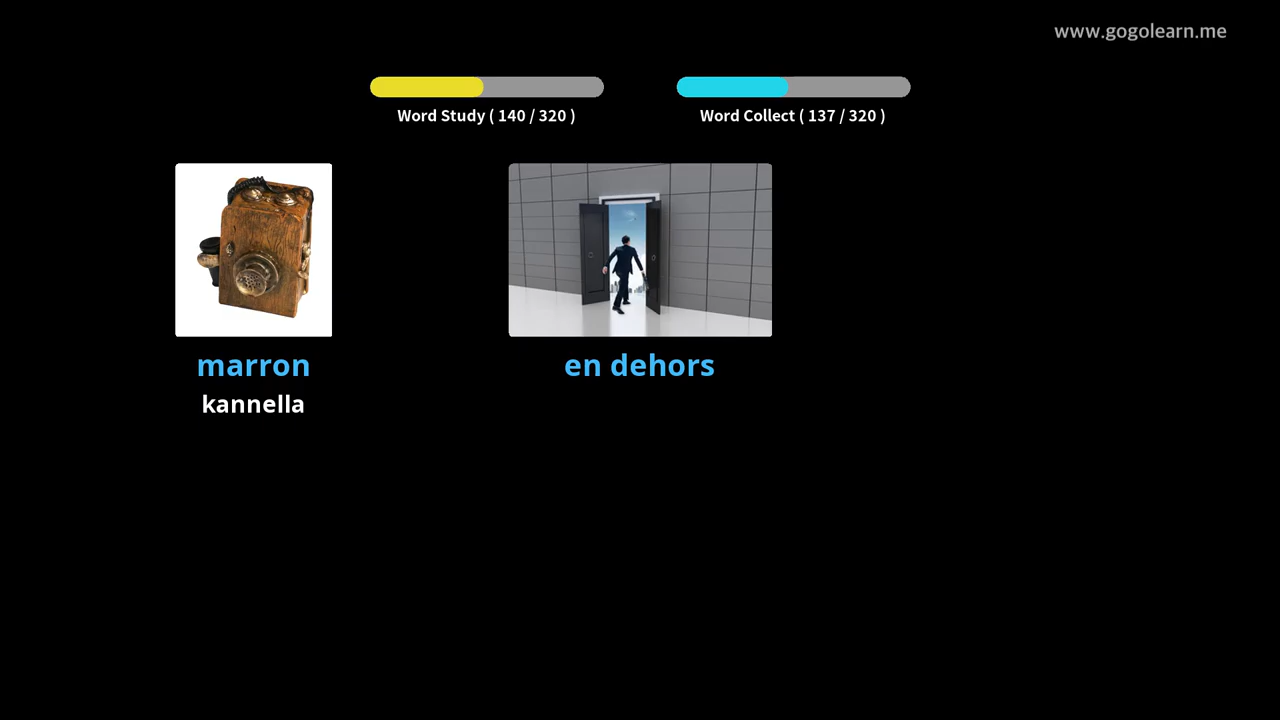 www.gogolearn.me
Word Study ( 140 / 320 )
Word Collect ( 137 / 320 )
marron
kannella
en dehors